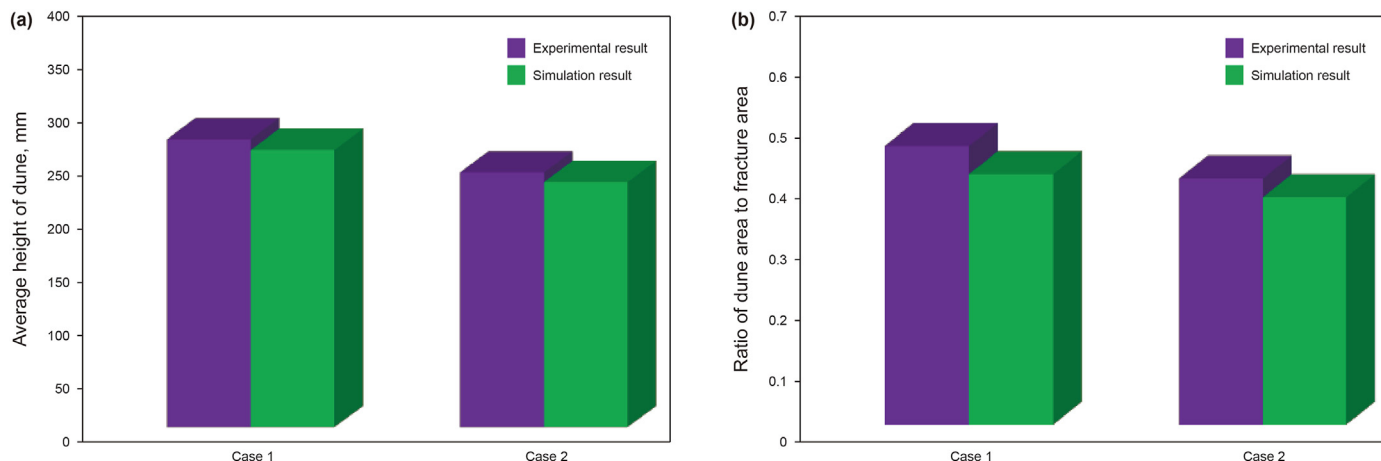 (a)
Average height of dune, mm
400
350
300
250
200
150
100
50
0
Experimental result
Simulation result
Case 1
Case 2
(b)
Ratio of dune area to fracture area
0.7
0.6
0.5
0.4
0.3
0.2
0.1
0
Experimental result
Simulation result
Case 1
Case 2